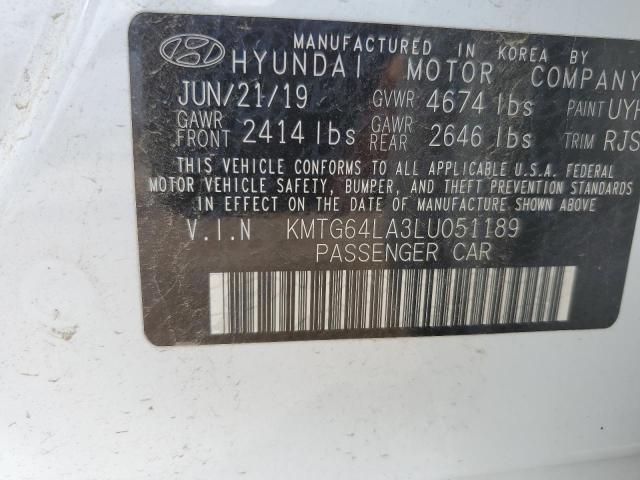 MANUFACTURED IN KOREA BY
HYUNDAI MOTOR COMPANY
JUN/21/19 GVWR 4674 lbs PAINT
GAWR FRONT 2414 lbs GAWR REAR 2646 lbs TRIM RJS
THIS VEHICLE CONFORMS TO ALL APPLICABLE U.S.A. FEDERAL
MOTOR VEHICLE SAFETY, BUMPER, AND THEFT PREVENTION STANDARDS
IN EFFECT ON THE DATE OF MANUFACTURE SHOWN ABOVE
V.I.N KMTG64LA3LU051189
PASSENGER CAR